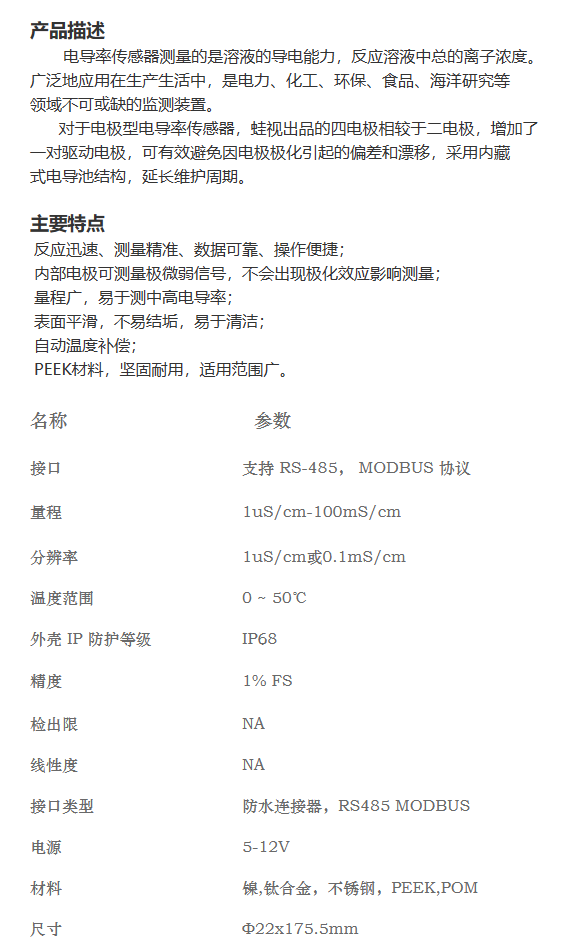 产品描述
电导率传感器测量的是溶液的导电能力，反应溶液中总的离子浓度。
广泛地应用在生产生活中，是电力、化工、环保、食品、海洋研究等
领域不可或缺的监测装置。
对于电极型电导率传感器，蛙视出品的四电极相较于二电极，增加了
一对驱动电极，可有效避免因电极极化引起的偏差和漂移，采用内藏
式电导池结构，延长维护周期。
主要特点
反应迅速、测量精准、数据可靠、操作便捷；
内部电极可测量极微弱信号，不会出现极化效应影响测量；
量程广，易于测中高电导率；
表面平滑，不易结垢，易于清洁；
自动温度补偿；
PEEK材料，坚固耐用，适用范围广。
名称 参数
接口 支持 RS-485， MODBUS 协议
量程 1uS/cm-100mS/cm
分辨率 1uS/cm或0.1mS/cm
温度范围 0 ~ 50℃
外壳 IP 防护等级 IP68
精度 1% FS
检出限 NA
线性度 NA
接口类型 防水连接器，RS485 MODBUS
电源 5-12V
材料 镍,钛合金，不锈钢，PEEK,POM
尺寸 Φ22x175.5mm